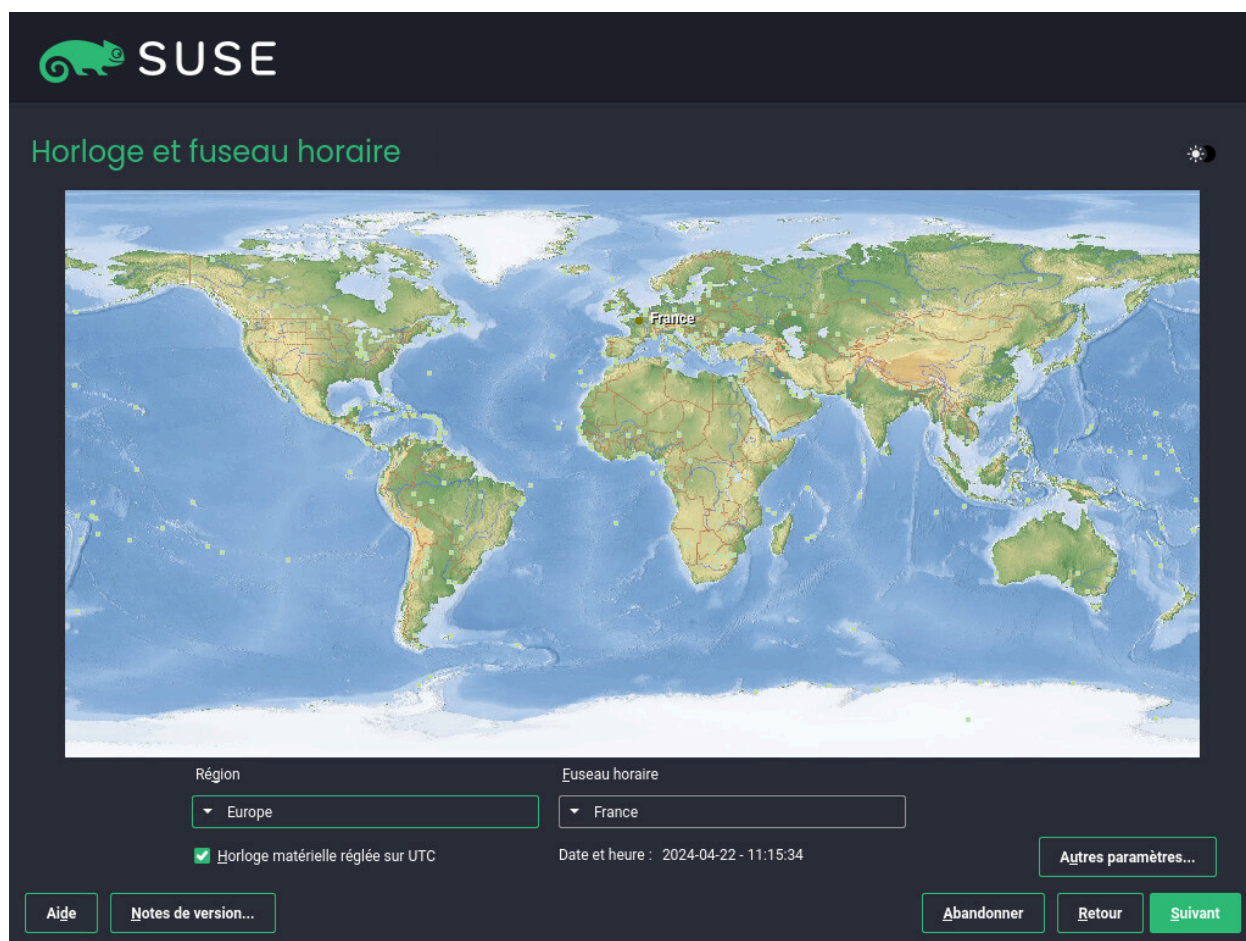 SUSE
Horloge et fuseau horaire
France
Région
Fuseau horaire
Europe
France
Horloge matérielle réglée sur UTC
Date et heure : 2024-04-22 - 11:15:34
Autres paramètres...
Aide
Notes de version...
Abandonner
Retour
Suivant